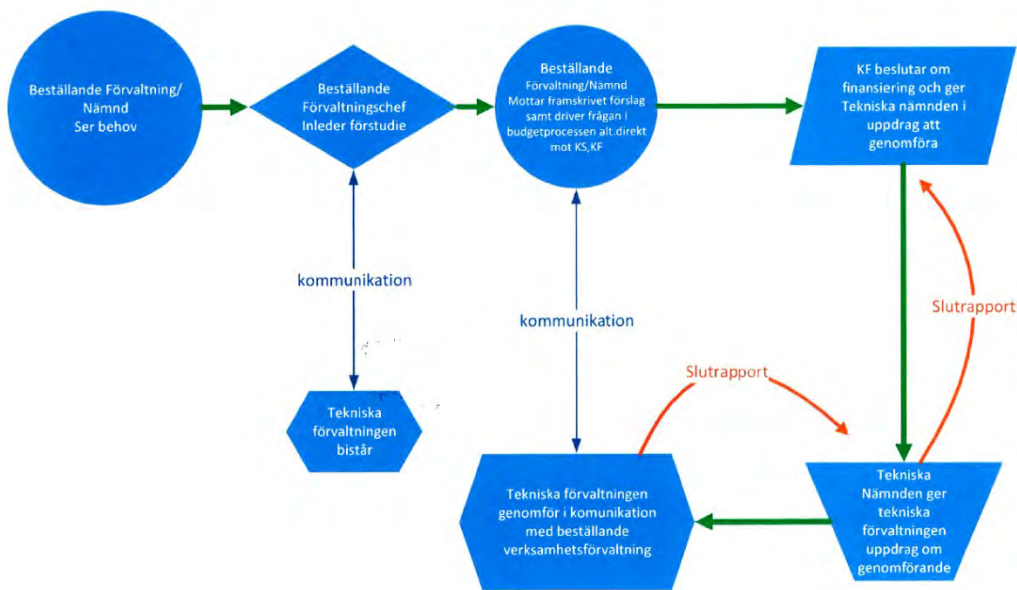 Beställande Förvaltning/
Nämnd
Ser behov
Beställande
Förvaltningschef
Inleder förstudie
Beställande
Förvaltning/Nämnd
Mottar framskrivet förslag
samt driver frågan i
budgetprocessen alt.direkt
mot KS,KF
KF beslutar om
finansiering och ger
Tekniska nämnden i
uppdrag att
genomföra
kommunikation
kommunikation
Slutrapport
Slutrapport
Tekniska
förvaltningen
bistår
Tekniska förvaltningen
genomför i komunikation
med beställande
verksamhetsförvaltning
Tekniska
Nämnden ger
tekniska
förvaltningen
uppdrag om
genomförande